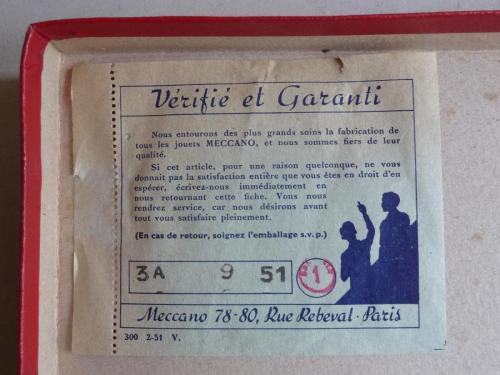 Vérifié et Garanti
Nous entourons des plus grands soins la fabrication de
tous les jouets MECCANO, et nous sommes fiers de leur
qualité.
Si cet article, pour une raison quelconque, ne vous
donnait pas la satisfaction entière que vous êtes en droit d'en
espérer, écrivez-nous immédiatement en
nous retournant cette fiche. Vous nous
rendrez service, car nous désirons avant
tout vous satisfaire pleinement.
(En cas de retour, soignez l'emballage s.v.p.)
3A 9 51
1
Meccano 78-80, Rue Rebeval - Paris
300 2-51 V.